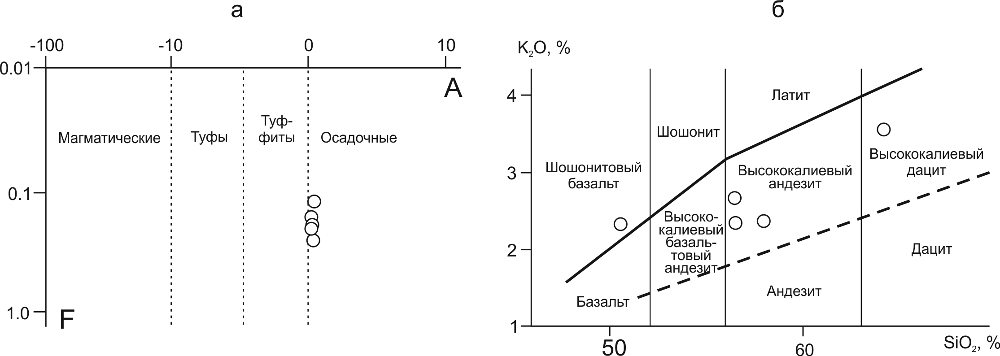 а
-100
-10
0
10
0.01
0.1
1.0
A
F
Магматические
Туфы
Туф-
фиты
Осадочные
б
K₂O, %
4
3
2
1
50
60
SiO₂, %
Латит
Шошонит
Шошонитовый
базальт
Высококалиевый
андезит
Высококалиевый
дацит
Высоко-
калиевый
базаль-
товый
андезит
Базальт
Андезит
Дацит